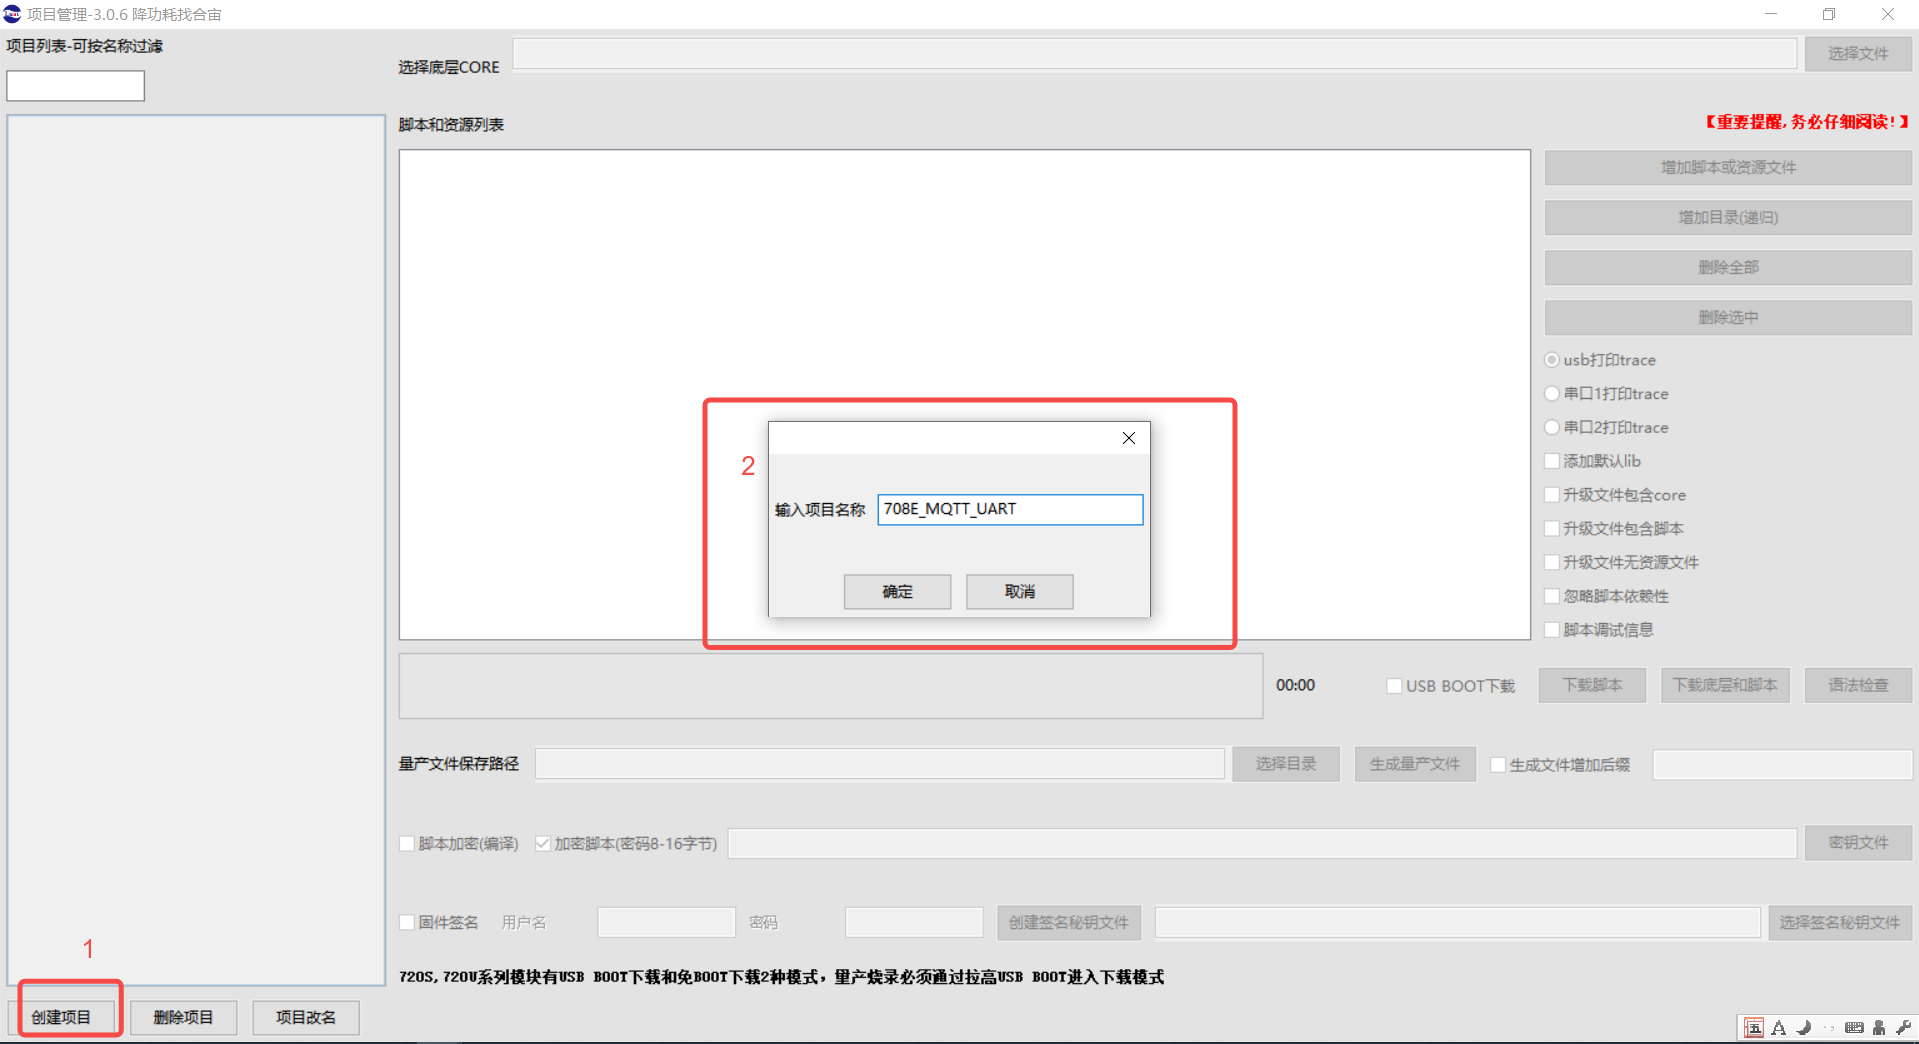 项目管理-3.0.6 降功耗找合宙
项目列表-可按名称过滤
选择底层CORE
选择文件
脚本和资源列表
【重要提醒,务必仔细阅读!】
增加脚本或资源文件
增加目录(递归)
删除全部
删除选中
usb打印trace
串口1打印trace
串口2打印trace
添加默认lib
升级文件包含core
升级文件包含脚本
升级文件无资源文件
忽略脚本依赖性
脚本调试信息
2
输入项目名称 708E_MQTT_UART
确定 取消
00:00 USB BOOT下载 下载脚本 下载底层和脚本 语法检查
量产文件保存路径 选择目录 生成量产文件 生成文件增加后缀
脚本加密(编译) 加密脚本(密码8-16字节) 密钥文件
固件签名 用户名 密码 创建签名秘钥文件 选择签名秘钥文件
720S,720U系列模块有USB BOOT下载和免BOOT下载2种模式，量产烧录必须通过拉高USB BOOT进入下载模式
1
创建项目 删除项目 项目改名
五 A